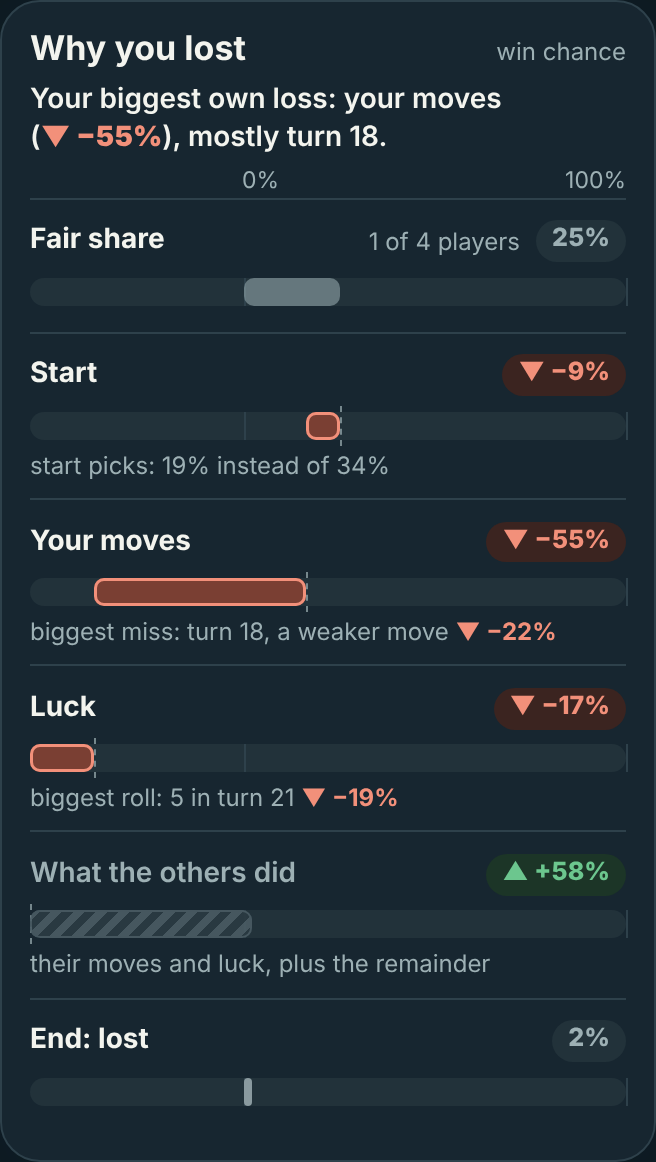 Why you lost win chance
Your biggest own loss: your moves
(▼ −55%), mostly turn 18.
0% 100%
Fair share 1 of 4 players 25%
Start ▼ −9%
start picks: 19% instead of 34%
Your moves ▼ −55%
biggest miss: turn 18, a weaker move ▼ −22%
Luck ▼ −17%
biggest roll: 5 in turn 21 ▼ −19%
What the others did ▲ +58%
their moves and luck, plus the remainder
End: lost 2%